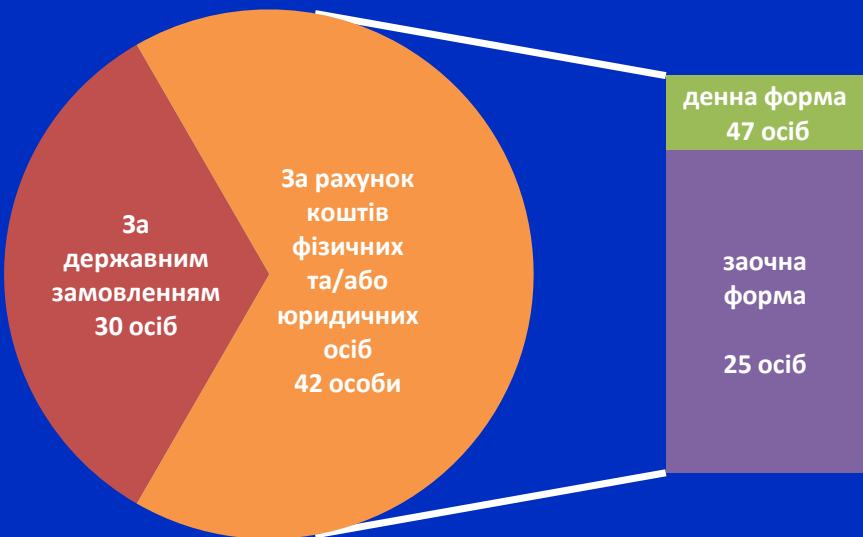 За
державним
замовленням
30 осіб
За рахунок
коштів
фізичних
та/або
юридичних
осіб
42 особи
денна форма
47 осіб
заочна
форма
25 осіб